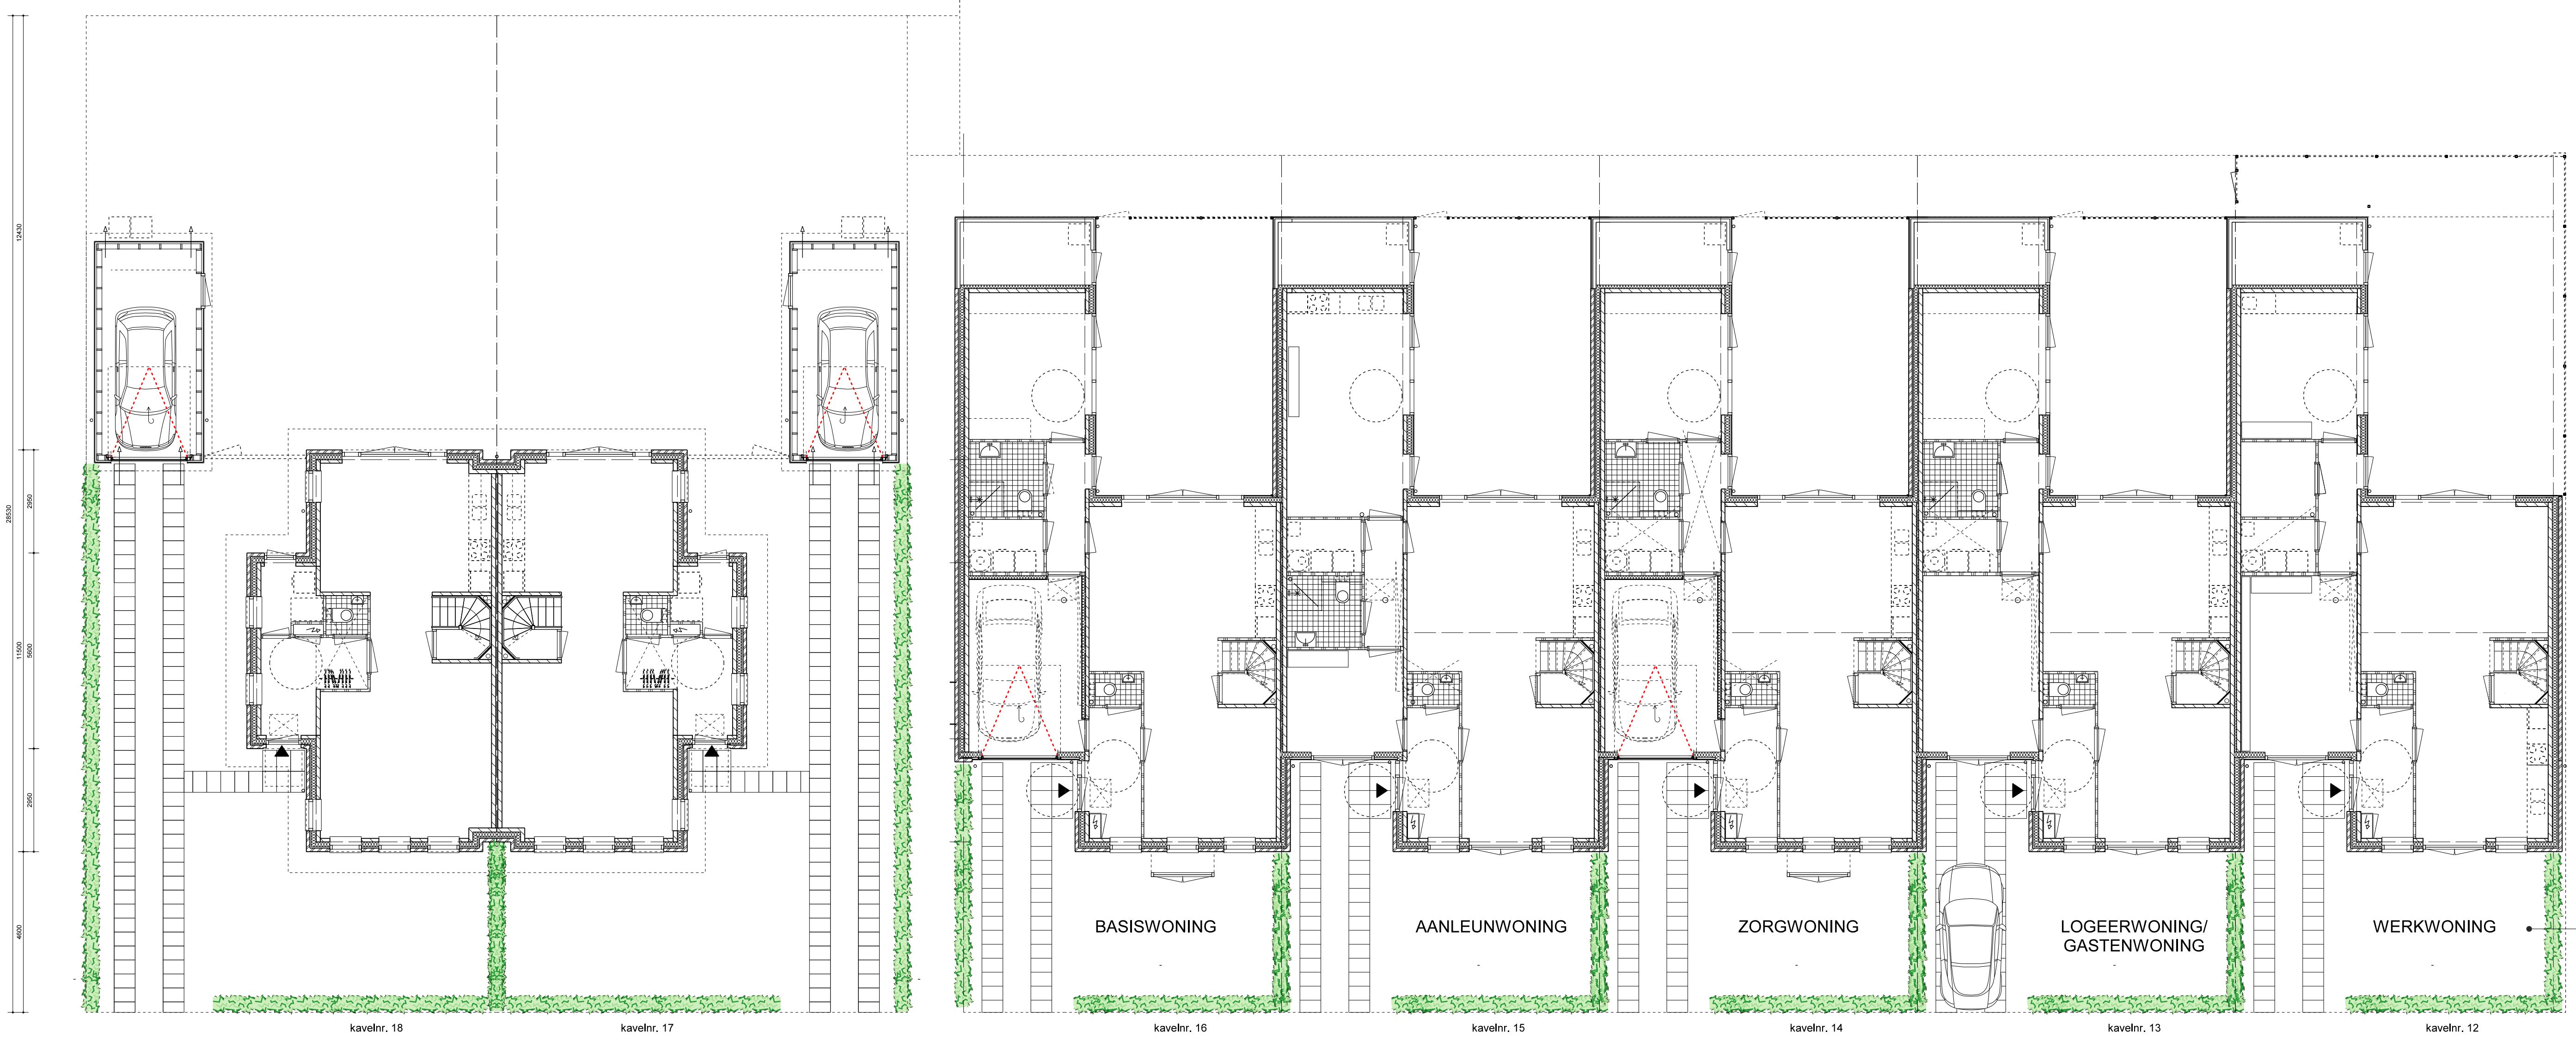 12430
28530
2950
11500
5600
2950
4600
BASISWONING
AANLEUNWONING
ZORGWONING
LOGEERWONING/
GASTENWONING
WERKWONING
kavelnr. 18
kavelnr. 17
kavelnr. 16
kavelnr. 15
kavelnr. 14
kavelnr. 13
kavelnr. 12